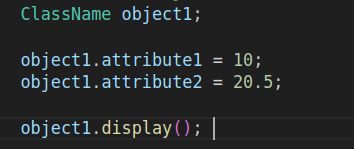 ClassName object1;
object1.attribute1 = 10;
object1.attribute2 = 20.5;
object1.display();